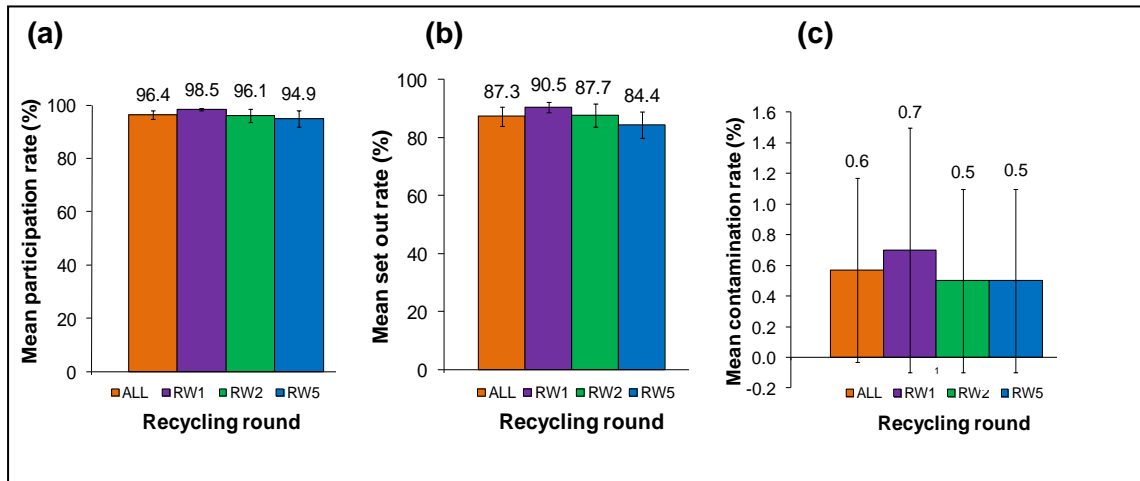 (a)
96.4 98.5 96.1 94.9
100
80
60
40
20
0
Mean participation rate (%)
ALL RW1 RW2 RW5
Recycling round
(b)
87.3 90.5 87.7 84.4
100
80
60
40
20
0
Mean set out rate (%)
ALL RW1 RW2 RW5
Recycling round
(c)
0.6 0.7 0.5 0.5
1.6
1.4
1.2
1.0
0.8
0.6
0.4
0.2
0.0
-0.2
Mean contamination rate (%)
1
ALL RW1 RW2 RW5
Recycling round